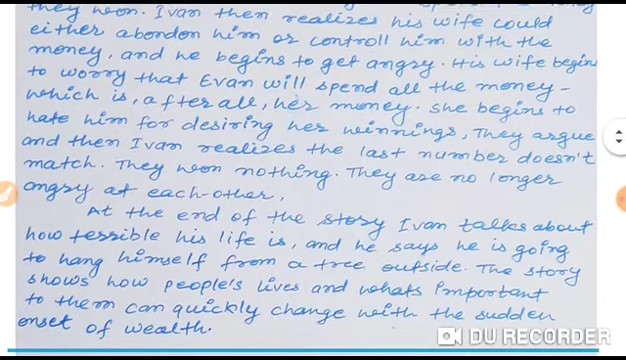 they won. Ivan then realizes his wife could
either abordon him or controll him with the
money, and he begins to get angry. His wife begins
to worry that Evan will spend all the money -
which is, after all, her money. She begins to
hate him for desiring her winnings, They argue
and then Ivan realizes the last number doesn't
match. They won nothing. They are no longer
angry at each-other,
At the end of the story Ivan talks about
how terrible his life is, and he says he is going
to hang himself from a tree outside. The story
shows how people's lives and whats important
to them can quickly change with the sudden
onset of wealth.
DU RECORDER